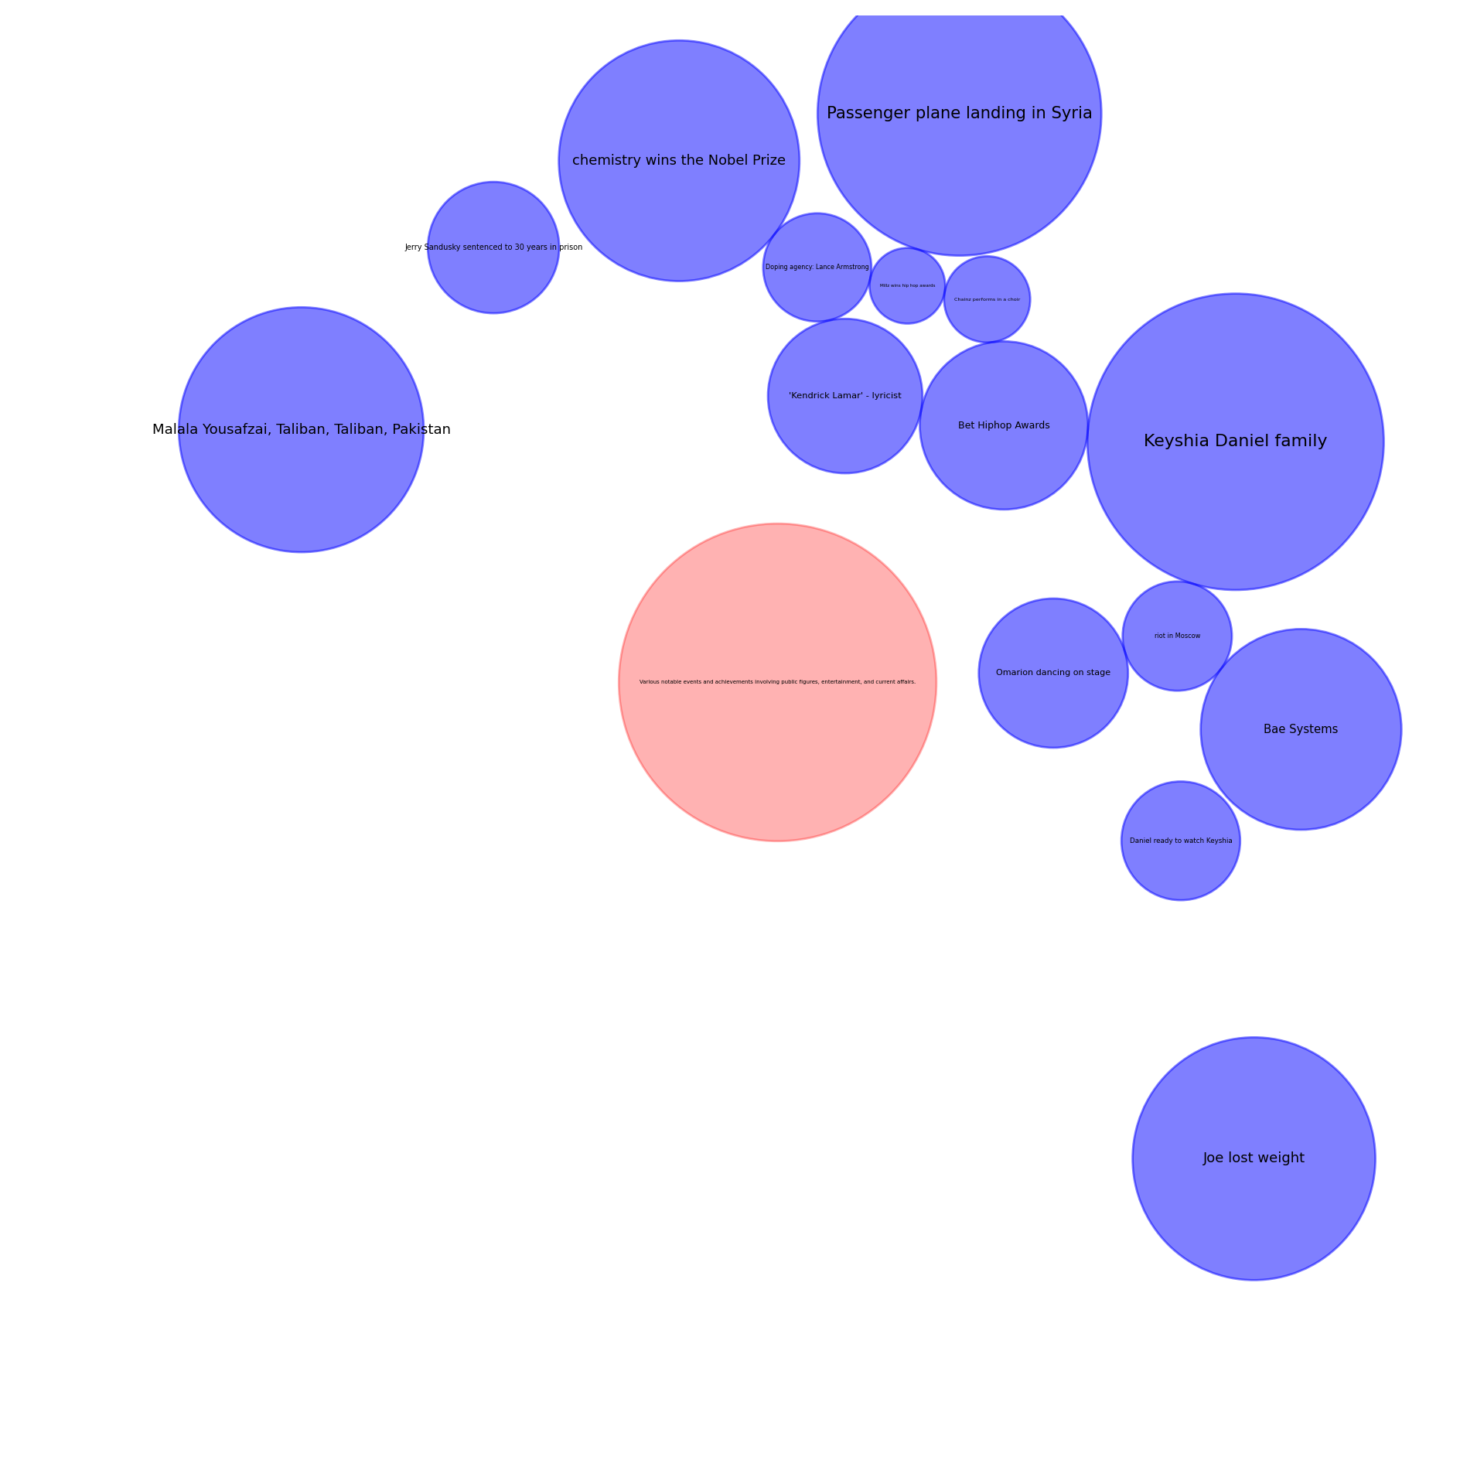 Passenger plane landing in Syria
chemistry wins the Nobel Prize
Jerry Sandusky sentenced to 30 years in prison
Doping agency: Lance Armstrong
Mills wins hip hop awards
Chainz performs in a chair
'Kendrick Lamar' - lyricist
Bet Hiphop Awards
Malala Yousafzai, Taliban, Taliban, Pakistan
Keyshia Daniel family
riot in Moscow
Omarion dancing on stage
Various notable events and achievements involving public figures, entertainment, and current affairs.
Bae Systems
Daniel ready to watch Keyshia
Joe lost weight